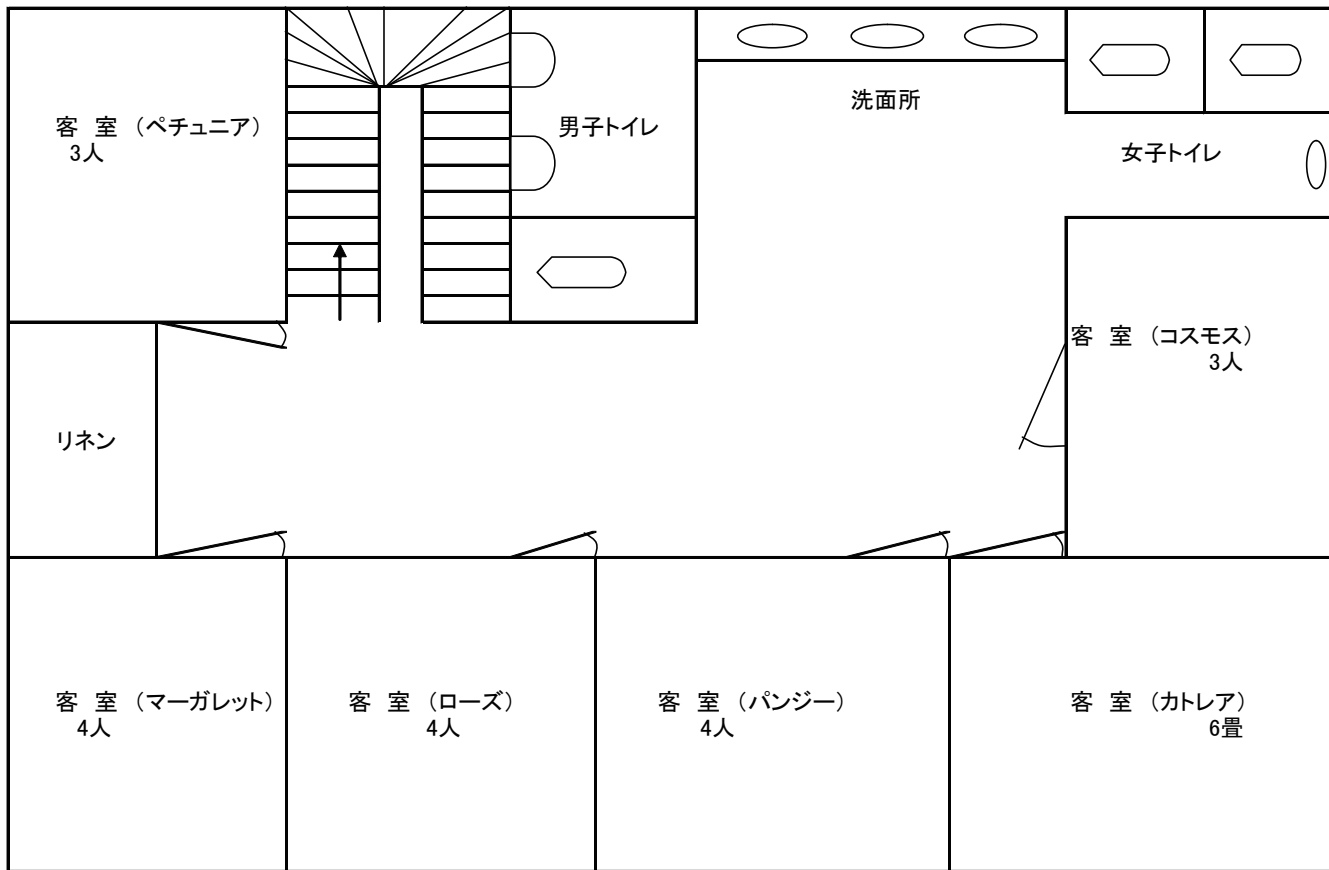 洗面所
客 室 （ペチュニア）
3人
男子トイレ
女子トイレ
客 室 （コスモス）
3人
リネン
客 室 （マーガレット）
4人
客 室 （ローズ）
4人
客 室 （パンジー）
4人
客 室 （カトレア）
6畳